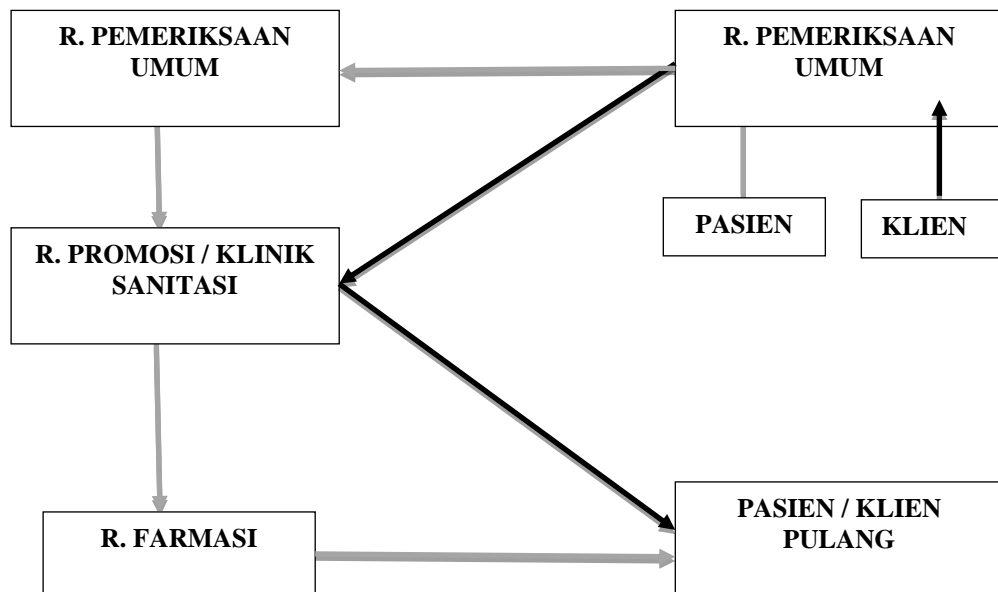 R. PEMERIKSAAN
UMUM
R. PEMERIKSAAN
UMUM
PASIEN
KLIEN
R. PROMOSI / KLINIK
SANITASI
R. FARMASI
PASIEN / KLIEN
PULANG